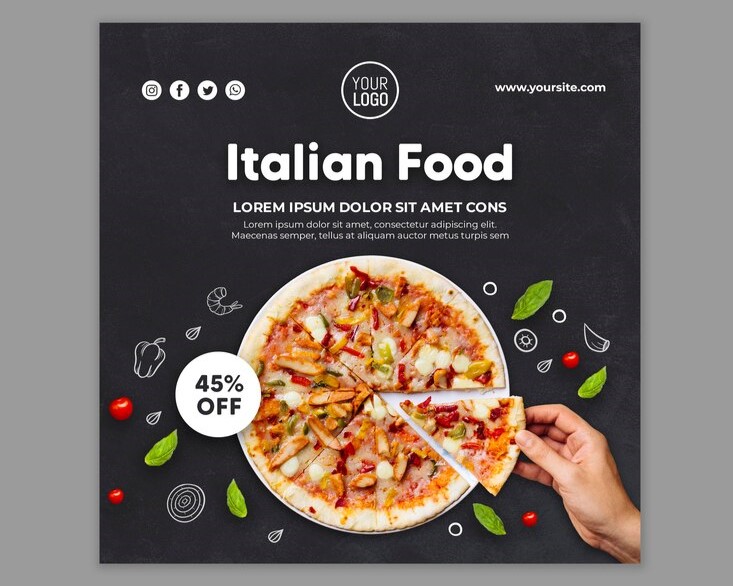 YOUR
LOGO
www.yoursite.com
Italian Food
LOREM IPSUM DOLOR SIT AMET CONS
Lorem ipsum dolor sit amet, consectetur adipiscing elit.
Maecenas semper, tellus at aliquam auctor metus turpis sem
45%
OFF